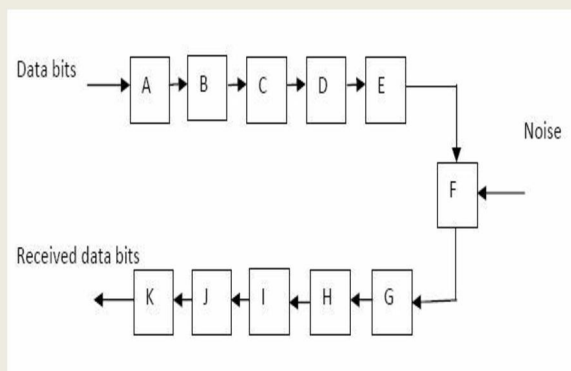 Data bits
A B C D E
Noise
F
Received data bits
K J I H G